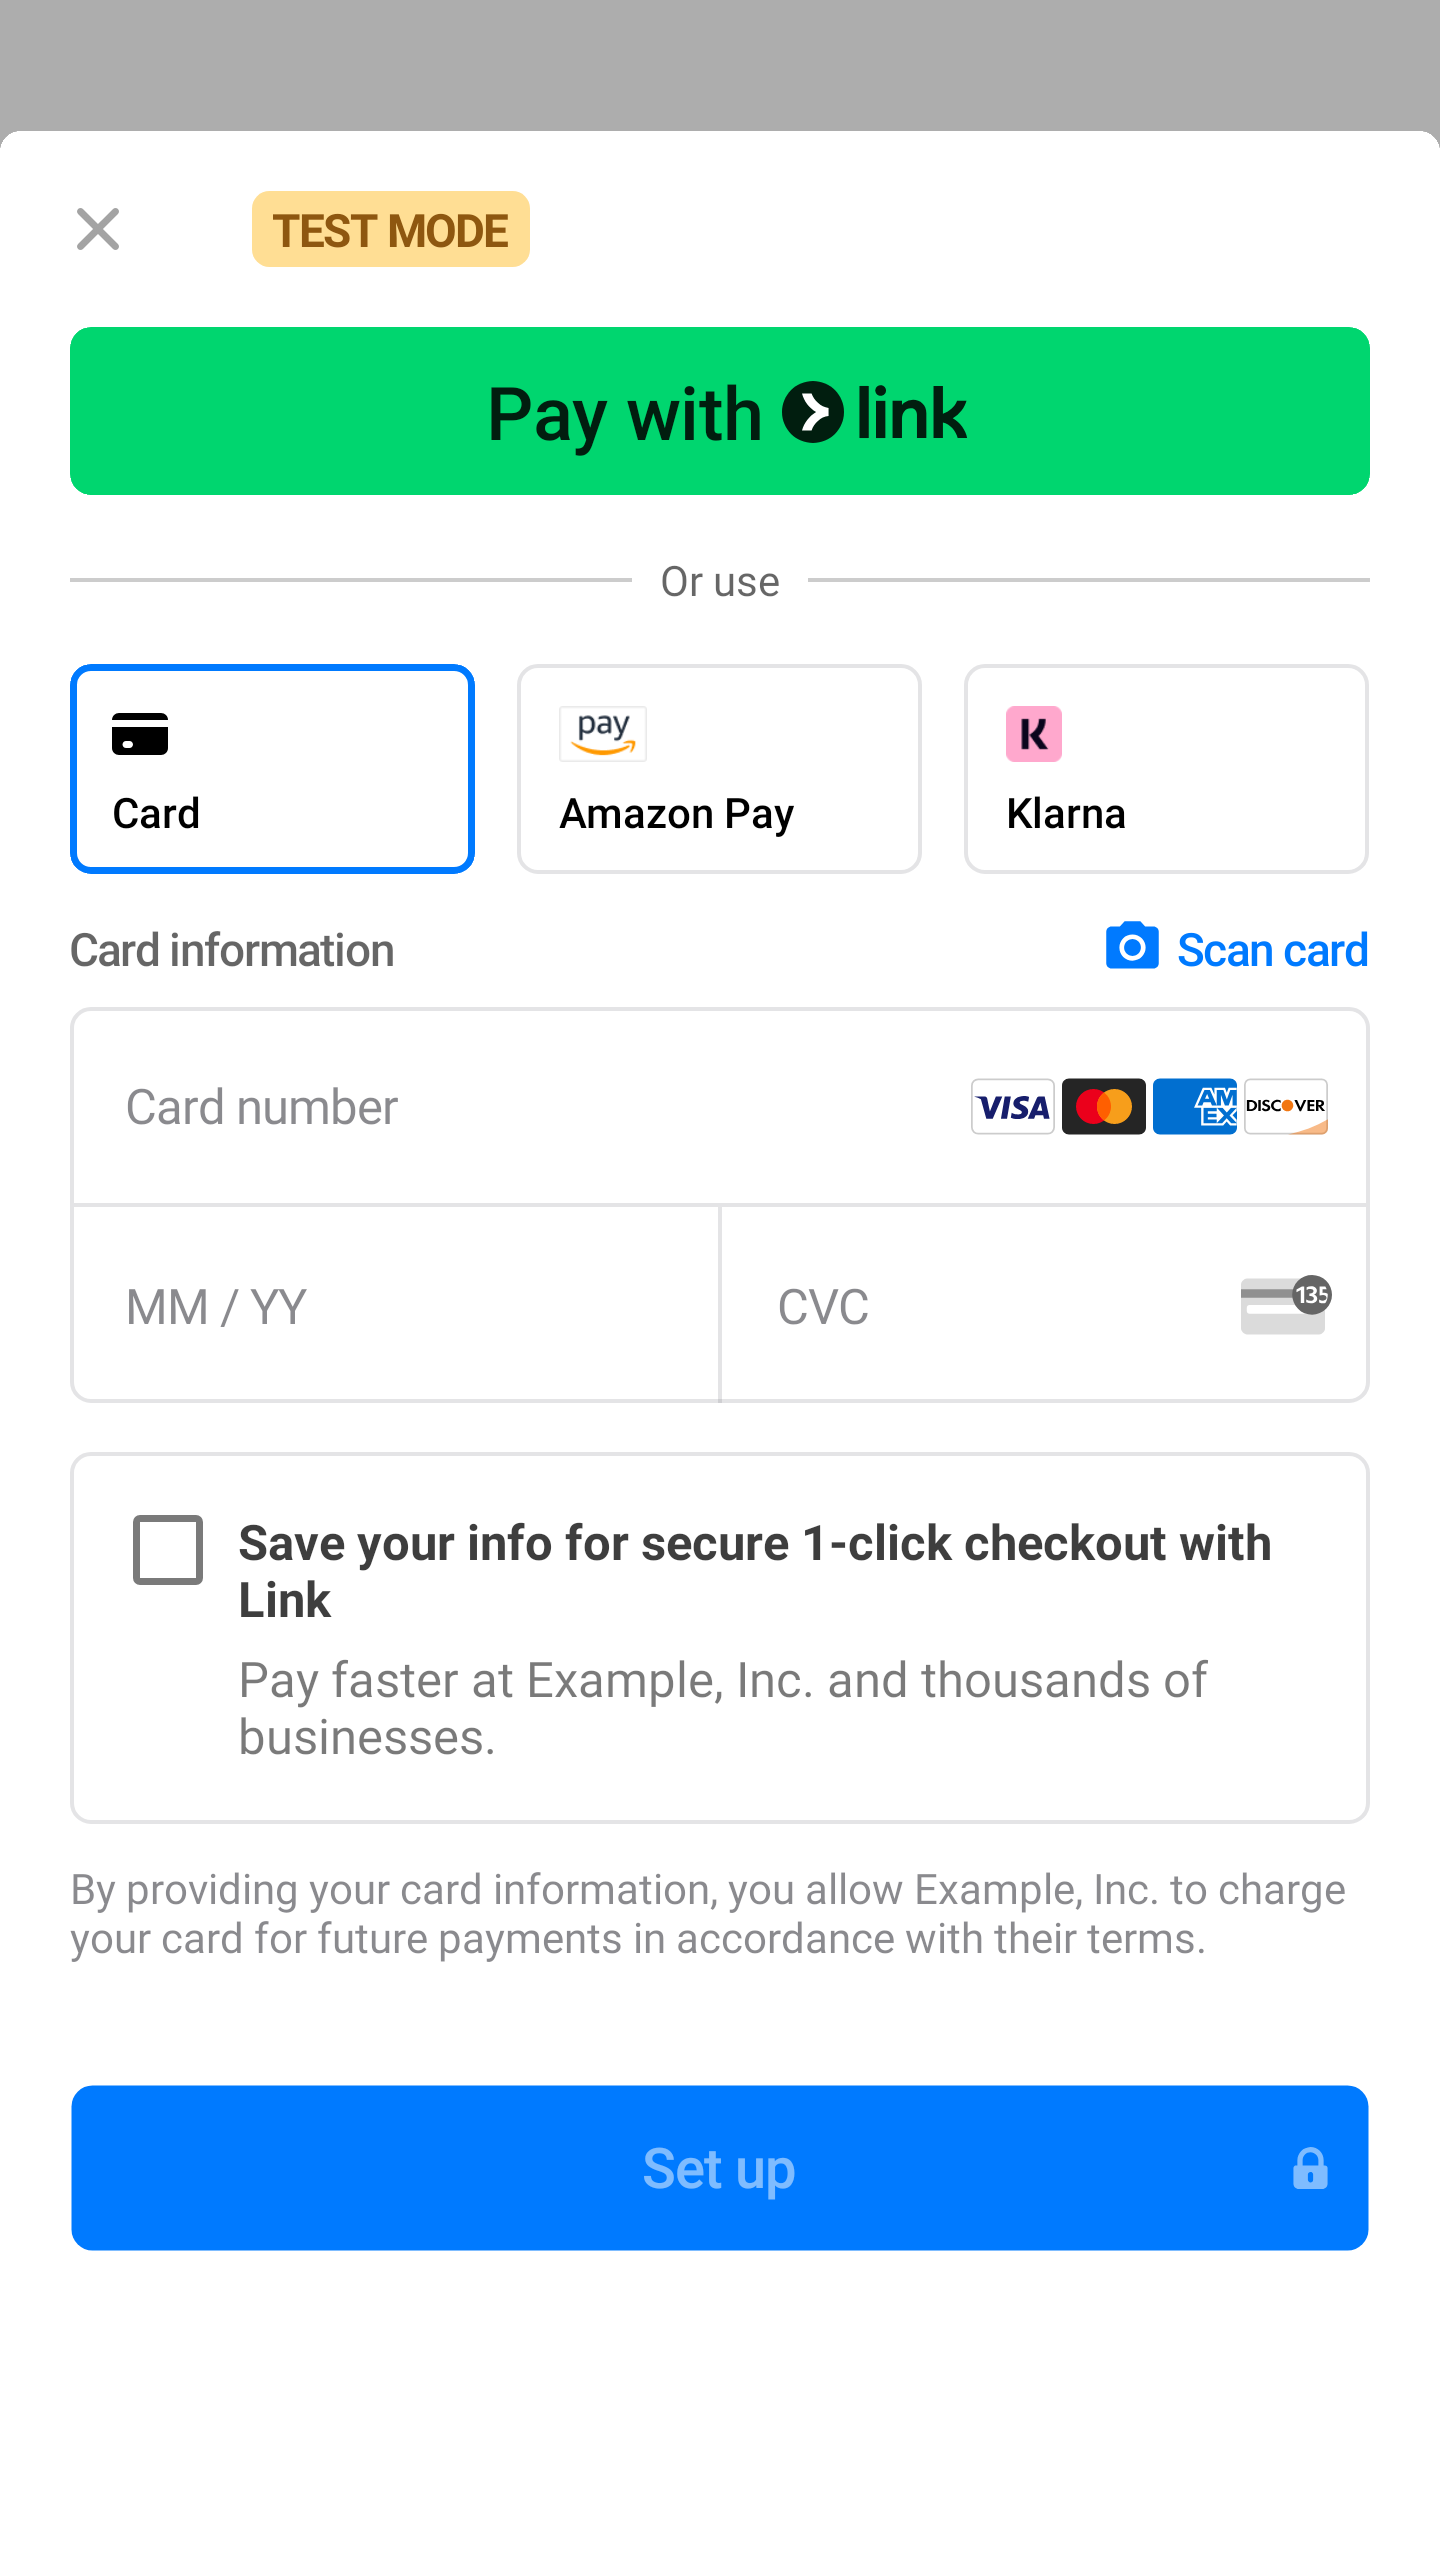 TEST MODE
Pay with link
Or use
pay
K
Card
Amazon Pay
Klarna
Card information
Scan card
Card number
VISA
AM
EX
DISCOVER
MM / YY
CVC
135
Save your info for secure 1-click checkout with
Link
Pay faster at Example, Inc. and thousands of
businesses.
By providing your card information, you allow Example, Inc. to charge
your card for future payments in accordance with their terms.
Set up